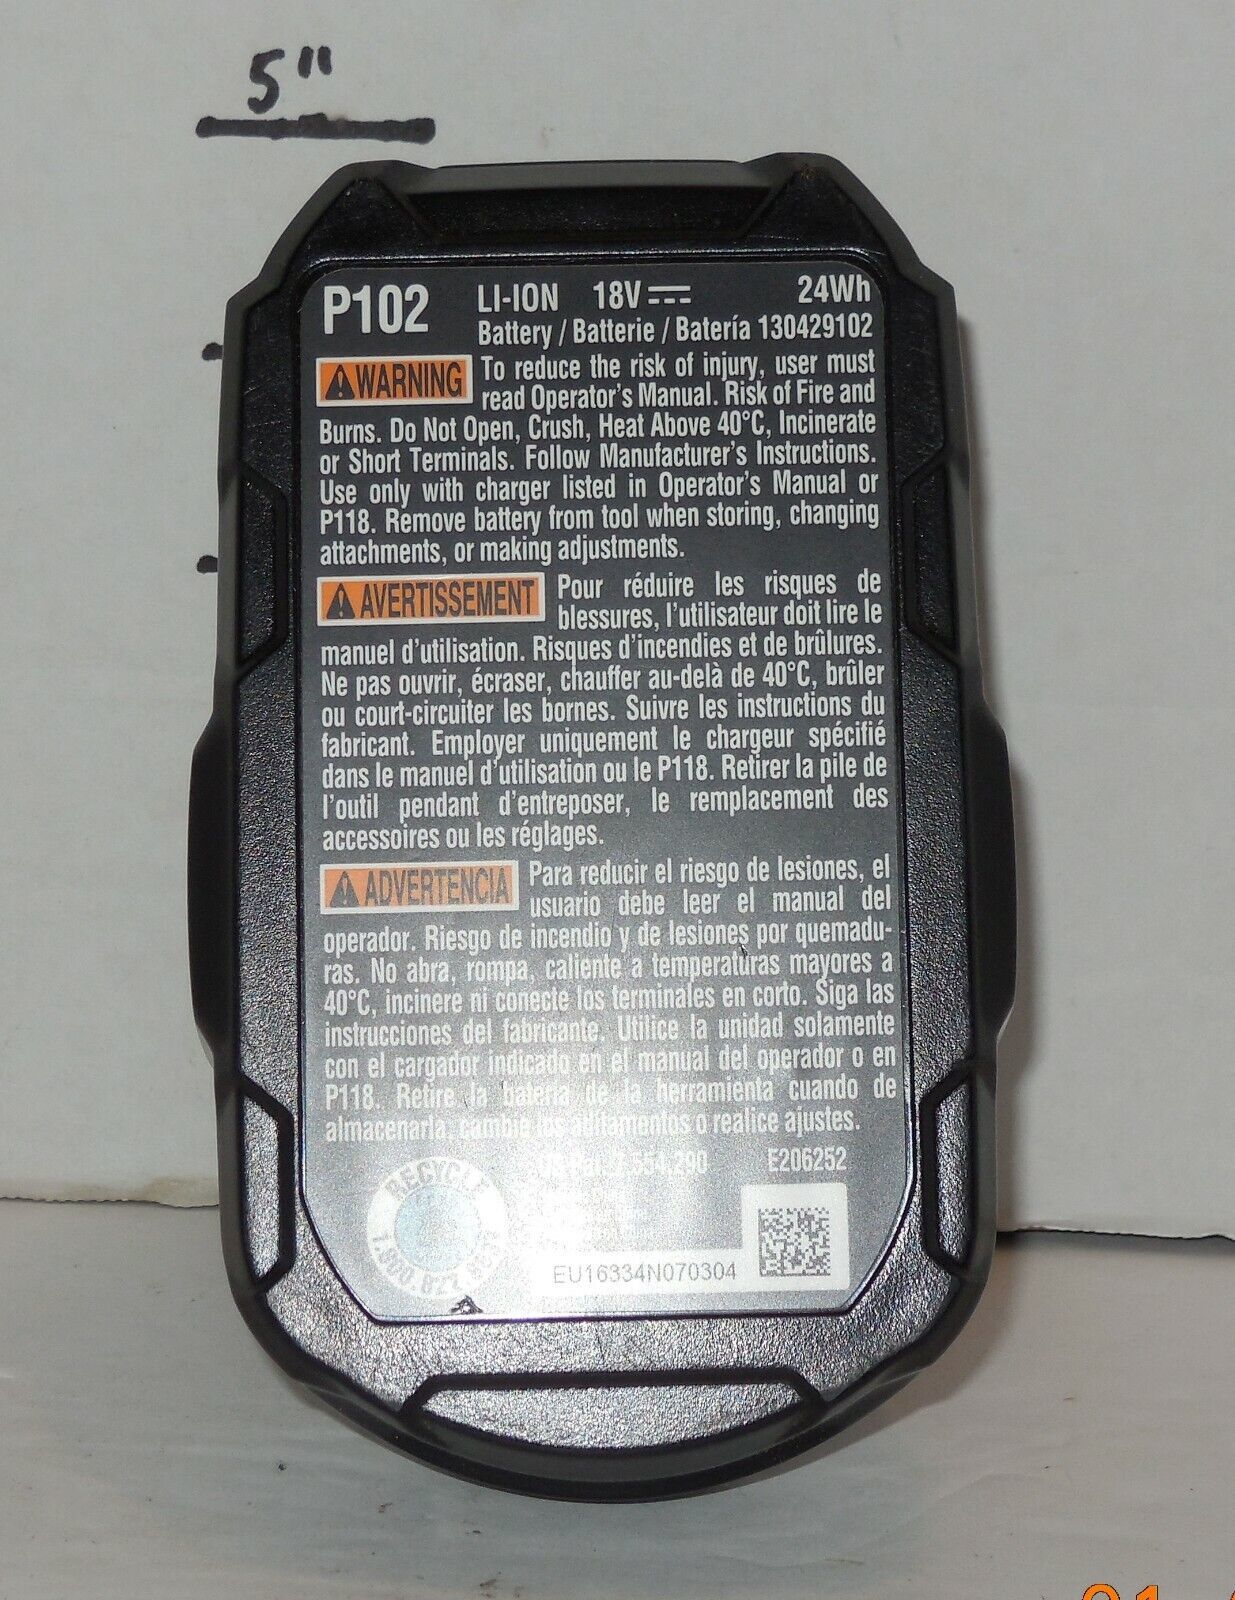 5"
P102 LI-ION 18V 24Wh
Battery / Batterie / Batería 130429102
WARNING To reduce the risk of injury, user must
read Operator's Manual. Risk of Fire and
Burns. Do Not Open, Crush, Heat Above 40°C, Incinerate
or Short Terminals. Follow Manufacturer's Instructions.
Use only with charger listed in Operator's Manual or
P118. Remove battery from tool when storing, changing
attachments, or making adjustments.
AVERTISSEMENT Pour réduire les risques de
blessures, l'utilisateur doit lire le
manuel d'utilisation. Risques d'incendies et de brûlures.
Ne pas ouvrir, écraser, chauffer au-delà de 40°C, brûler
ou court-circuiter les bornes. Suivre les instructions du
fabricant. Employer uniquement le chargeur spécifié
dans le manuel d'utilisation ou le P118. Retirer la pile de
l'outil pendant d'entreposer, le remplacement des
accessoires ou les réglages.
ADVERTENCIA Para reducir el riesgo de lesiones, el
usuario debe leer el manual del
operador. Riesgo de incendio y de lesiones por quemadu-
ras. No abra, rompa, caliente a temperaturas mayores a
40°C, incinere ni conecte los terminales en corto. Siga las
instrucciones del fabricante. Utilice la unidad solamente
con el cargador indicado en el manual del operador o en
P118. Retire la batería de la herramienta cuando de
almacenarla, cambie los aditamentos o realice ajustes.
554,790 E206252
RECYCLE
EU16334N070304